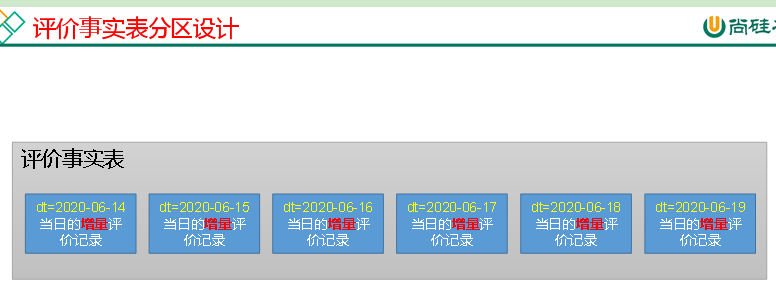 评价事实表分区设计
尚硅
评价事实表
dt=2020-06-14
当日的增量评
价记录
dt=2020-06-15
当日的增量评
价记录
dt=2020-06-16
当日的增量评
价记录
dt=2020-06-17
当日的增量评
价记录
dt=2020-06-18
当日的增量评
价记录
dt=2020-06-19
当日的增量评
价记录